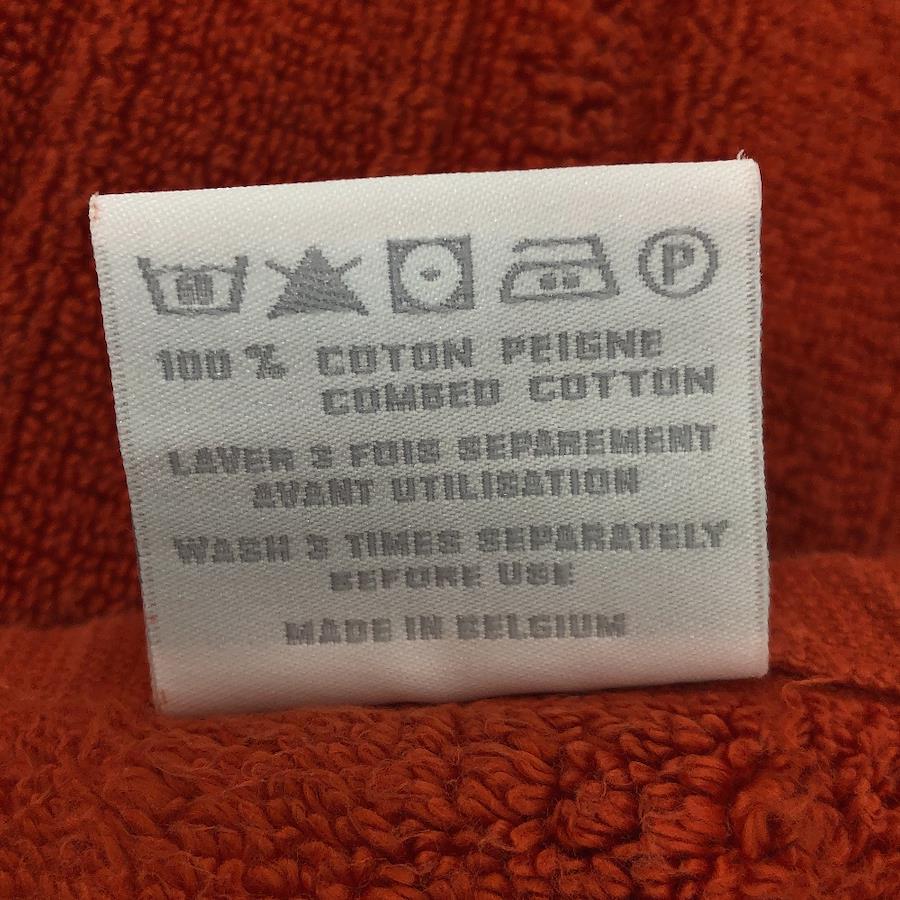 60 P
100 % COTON PEIGNE
COMBED COTTON
LAVER 3 FOIS SEPAREMENT
AVANT UTILISATION
WASH 3 TIMES SEPARATELY
BEFORE USE
MADE IN BELGIUM